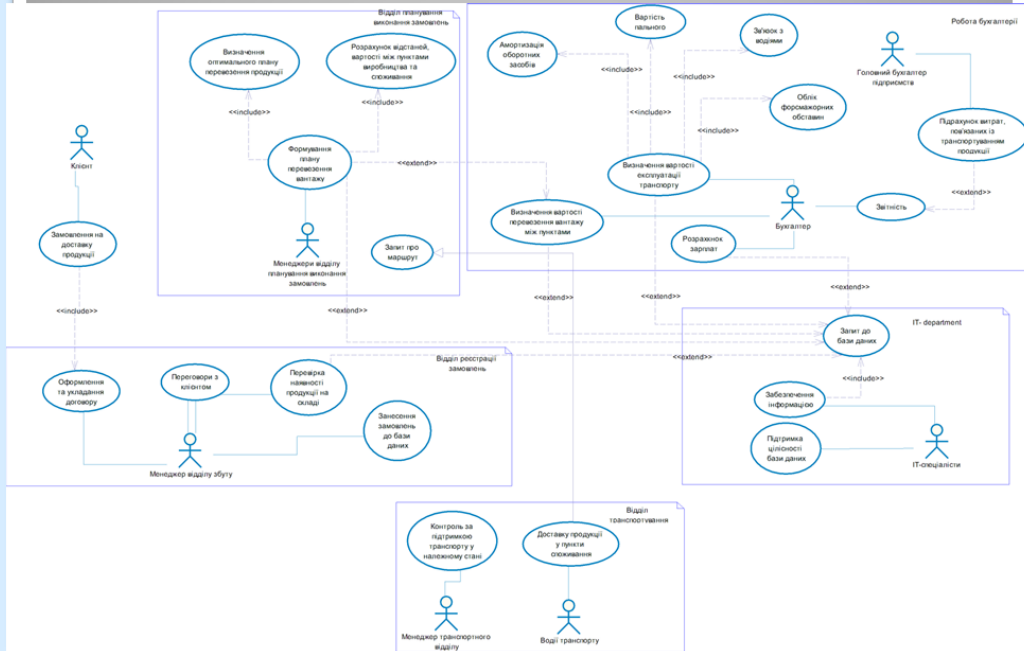 Відділ планування
виконання замовлень
Визначення
оптимального плану
перевезення продукції
Розрахунок відстаней,
вартості між пунктами
виробництва та
споживання
<<include>>
<<include>>
Формування
плану
перевезення
вантажу
<<extend>>
Менеджери відділу
планування виконання
замовлень
Запит про
маршрут
<<extend>>
Клієнт
Замовлення на
доставку
продукції
<<include>>
Робота бухгалтерії
Амортизація
оборотних
засобів
Вартість
пального
Зв'язок з
водіями
Облік
форсмажорних
обставин
<<include>>
<<include>>
<<include>>
<<include>>
Головний бухгалтер
підприємств
Підрахунок витрат,
пов'язаних із
транспортуванням
продукції
<<extend>>
Визначення вартості
експлуатації
транспорту
Визначення вартості
перевезення вантажу
між пунктами
Бухгалтер
Звітність
Розрахунок
зарплат
<<extend>>
<<extend>>
<<extend>>
IT- department
Запит до
бази даних
<<extend>>
<<include>>
Забезпечення
інформацією
Підтримка
цілісності
бази даних
IT-спеціалісти
Відділ реєстрації
замовлень
Оформлення
та укладання
договору
Переговори з
клієнтом
Перевірка
наявності
продукції на
складі
Занесення
замовлень
до бази
даних
Менеджер відділу збуту
Відділ
транспортування
Контроль за
підтримкою
транспорту у
належному стані
Доставку продукції
у пункти
споживання
Менеджер транспортного
відділу
Водії транспорту